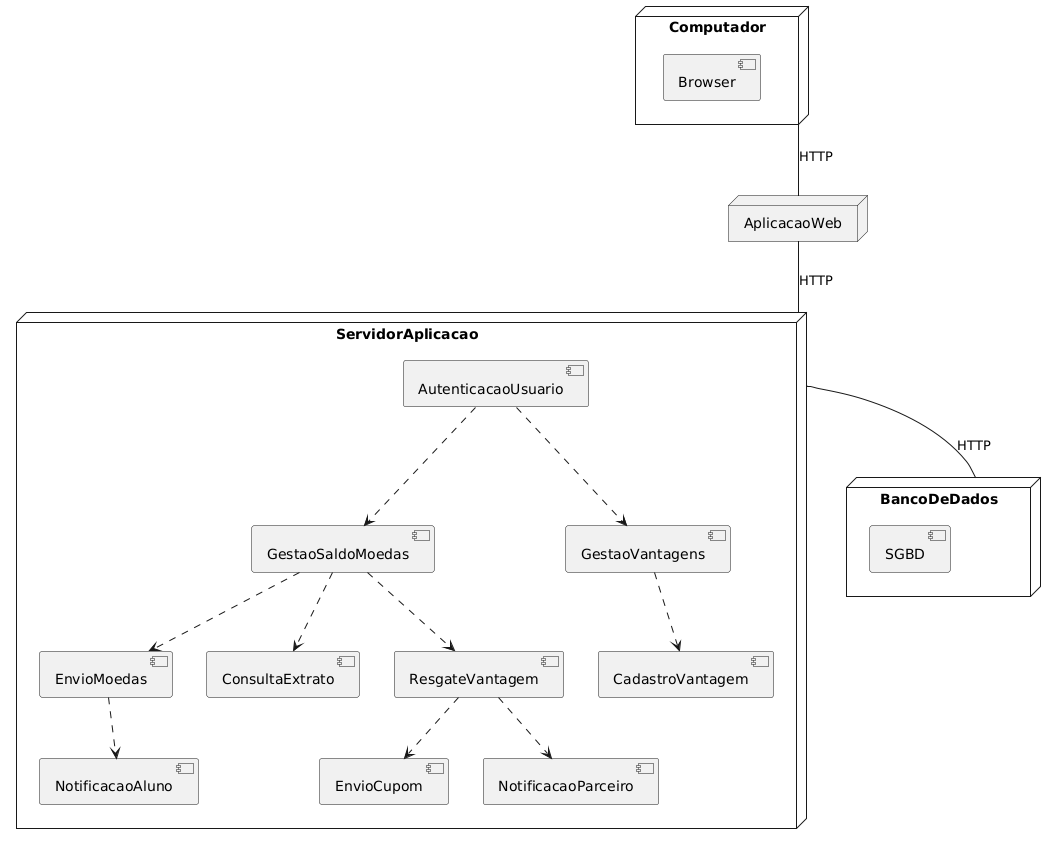 Computador
Browser
HTTP
AplicacaoWeb
HTTP
ServidorAplicacao
AutenticacaoUsuario
HTTP
BancoDeDados
GestaoSaldoMoedas
GestaoVantagens
SGBD
EnvioMoedas
ConsultaExtrato
ResgateVantagem
CadastroVantagem
NotificacaoAluno
EnvioCupom
NotificacaoParceiro